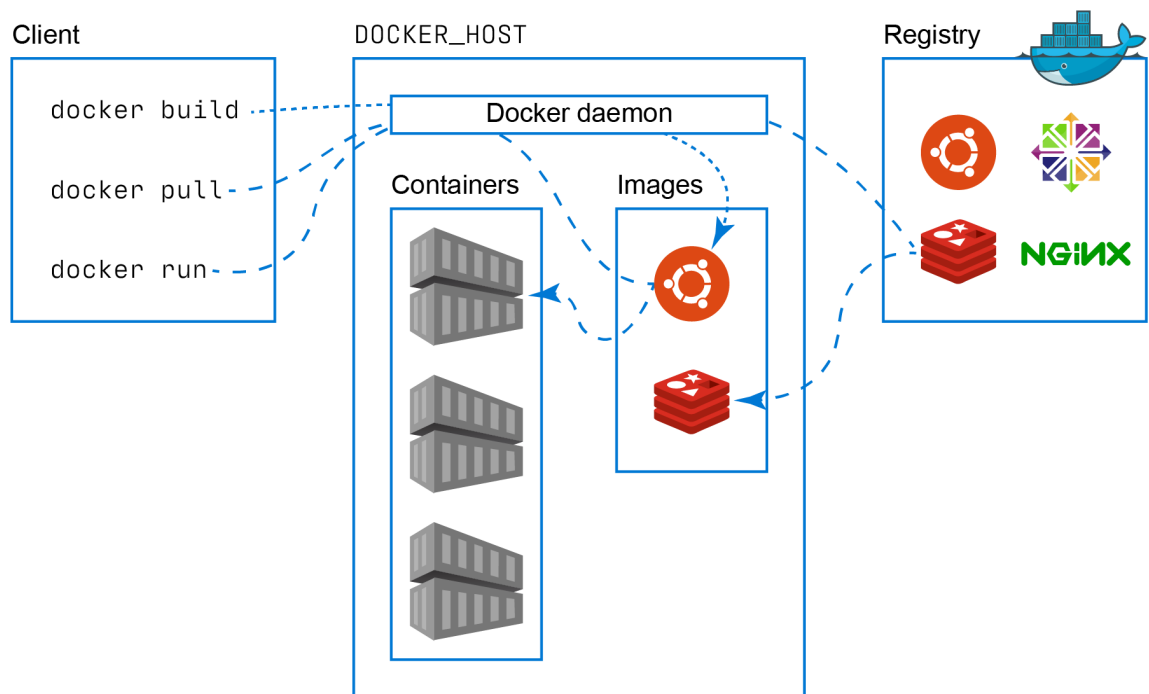 Client
docker build
docker pull
docker run
DOCKER_HOST
Docker daemon
Containers
Images
Registry
NGiNX